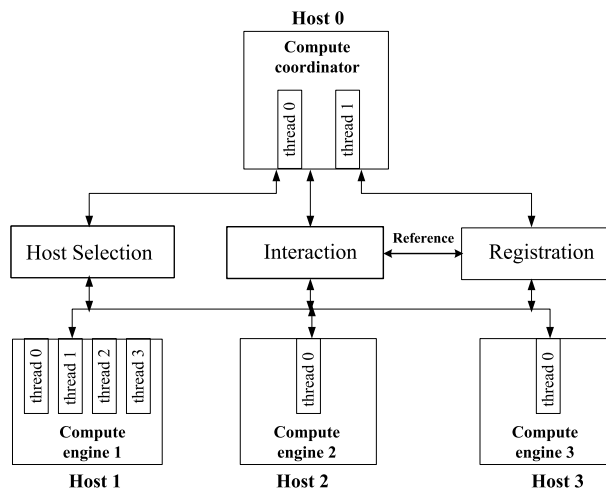 Host 0
Compute
coordinator
thread 0
thread 1
Host Selection
Interaction
Reference
Registration
thread 0
thread 1
thread 2
thread 3
Compute
engine 1
thread 0
Compute
engine 2
thread 0
Compute
engine 3
Host 1
Host 2
Host 3